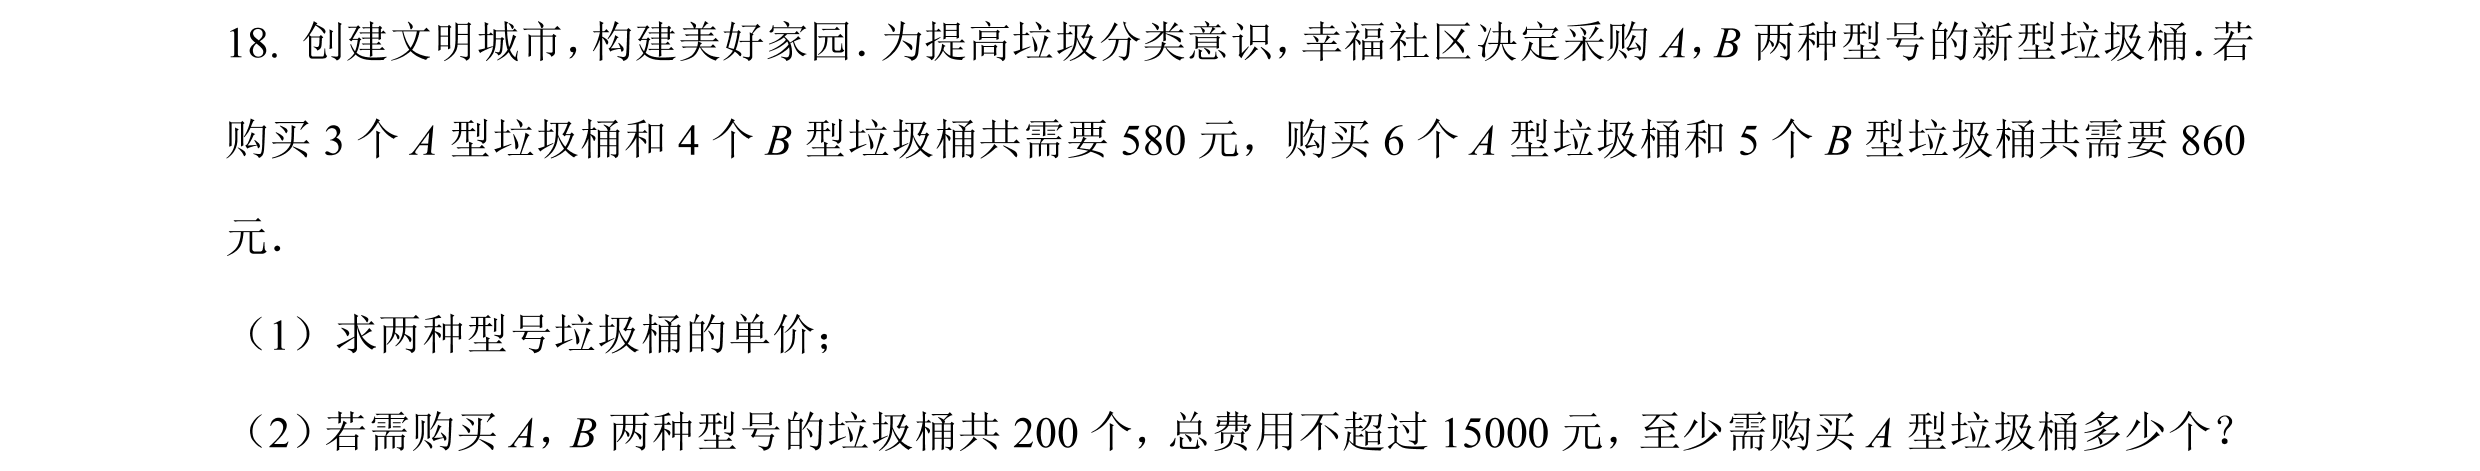 18. 创建文明城市，构建美好家园．为提高垃圾分类意识，幸福社区决定采购 A，B 两种型号的新型垃圾桶．若
购买 3 个 A 型垃圾桶和 4 个 B 型垃圾桶共需要 580 元，购买 6 个 A 型垃圾桶和 5 个 B 型垃圾桶共需要 860
元．
（1）求两种型号垃圾桶的单价；
（2）若需购买 A，B 两种型号的垃圾桶共 200 个，总费用不超过 15000 元，至少需购买 A 型垃圾桶多少个？